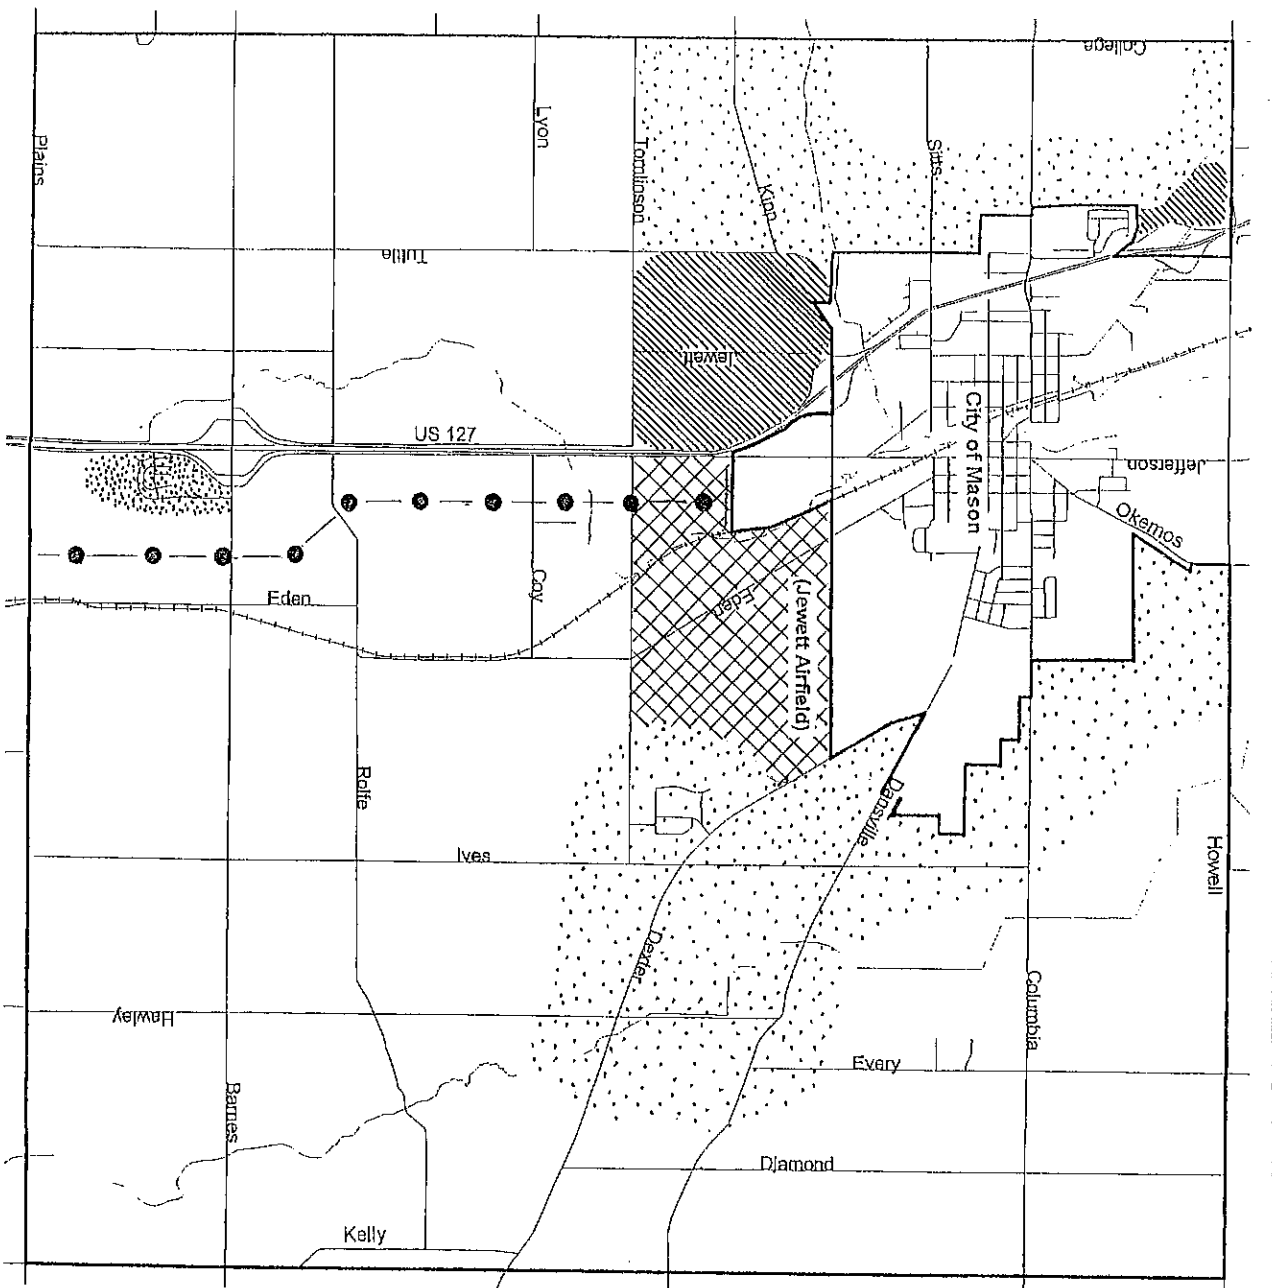 College
Plains
Lyon
Tomlinson
Kipp
Sitts
Tuttle
Jewett
US 127
City of Mason
Jefferson
Okemos
Eden
Coy
Eden
(Jewett Airfield)
Rolfe
Dansville
Ives
Howell
Dexter
Hawley
Columbia
Every
Barnes
Diamond
Kelly